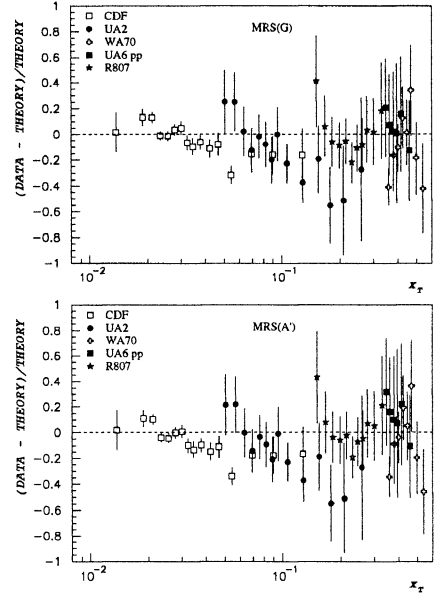 MRS(G)
□ CDF
● UA2
◇ WA70
■ UA6 pp
★ R807
(DATA - THEORY)/THEORY
1
0.8
0.6
0.4
0.2
0
-0.2
-0.4
-0.6
-0.8
-1
10⁻² 10⁻¹ 1
x_T
MRS(A')
□ CDF
● UA2
◇ WA70
■ UA6 pp
★ R807
(DATA - THEORY)/THEORY
1
0.8
0.6
0.4
0.2
0
-0.2
-0.4
-0.6
-0.8
-1
10⁻² 10⁻¹
x_T